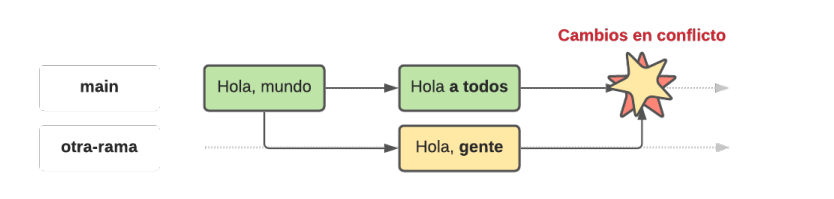 Cambios en conflicto
main
Hola, mundo
Hola a todos
otra-rama
Hola, gente